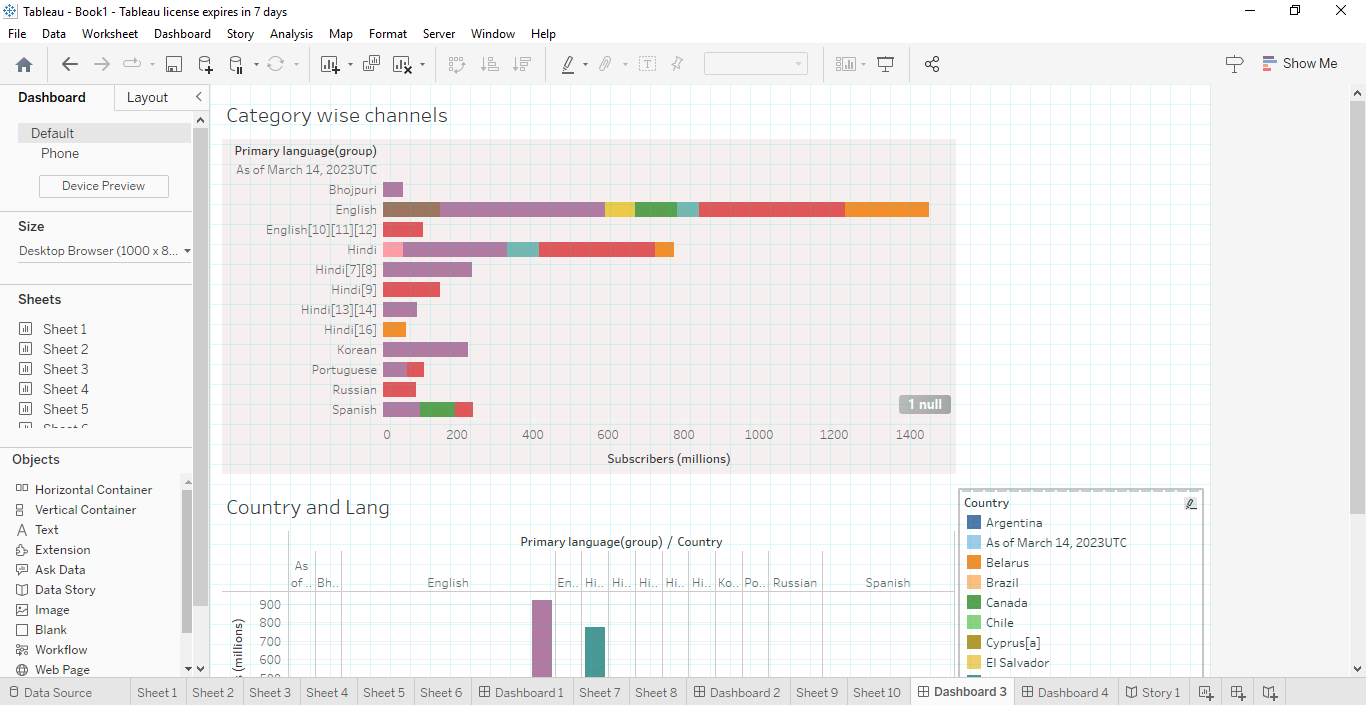 Tableau - Book1 - Tableau license expires in 7 days
File Data Worksheet Dashboard Story Analysis Map Format Server Window Help
Show Me
Dashboard Layout
Default
Phone
Device Preview
Size
Desktop Browser (1000 x 8...
Sheets
Sheet 1
Sheet 2
Sheet 3
Sheet 4
Sheet 5
Objects
Horizontal Container
Vertical Container
Text
Extension
Ask Data
Data Story
Image
Blank
Workflow
Web Page
Category wise channels
Primary language(group)
As of March 14, 2023UTC
Bhojpuri
English
English[10][11][12]
Hindi
Hindi[7][8]
Hindi[9]
Hindi[13][14]
Hindi[16]
Korean
Portuguese
Russian
Spanish
1 null
0 200 400 600 800 1000 1200 1400
Subscribers (millions)
Country and Lang
Primary language(group) / Country
As
of .. Bh.. English En.. Hi.. Hi.. Hi.. Hi.. Hi.. Ko.. Po.. Russian Spanish
900
800
700
600
(millions)
Country
Argentina
As of March 14, 2023UTC
Belarus
Brazil
Canada
Chile
Cyprus[a]
El Salvador
Data Source Sheet 1 Sheet 2 Sheet 3 Sheet 4 Sheet 5 Sheet 6 Dashboard 1 Sheet 7 Sheet 8 Dashboard 2 Sheet 9 Sheet 10 Dashboard 3 Dashboard 4 Story 1